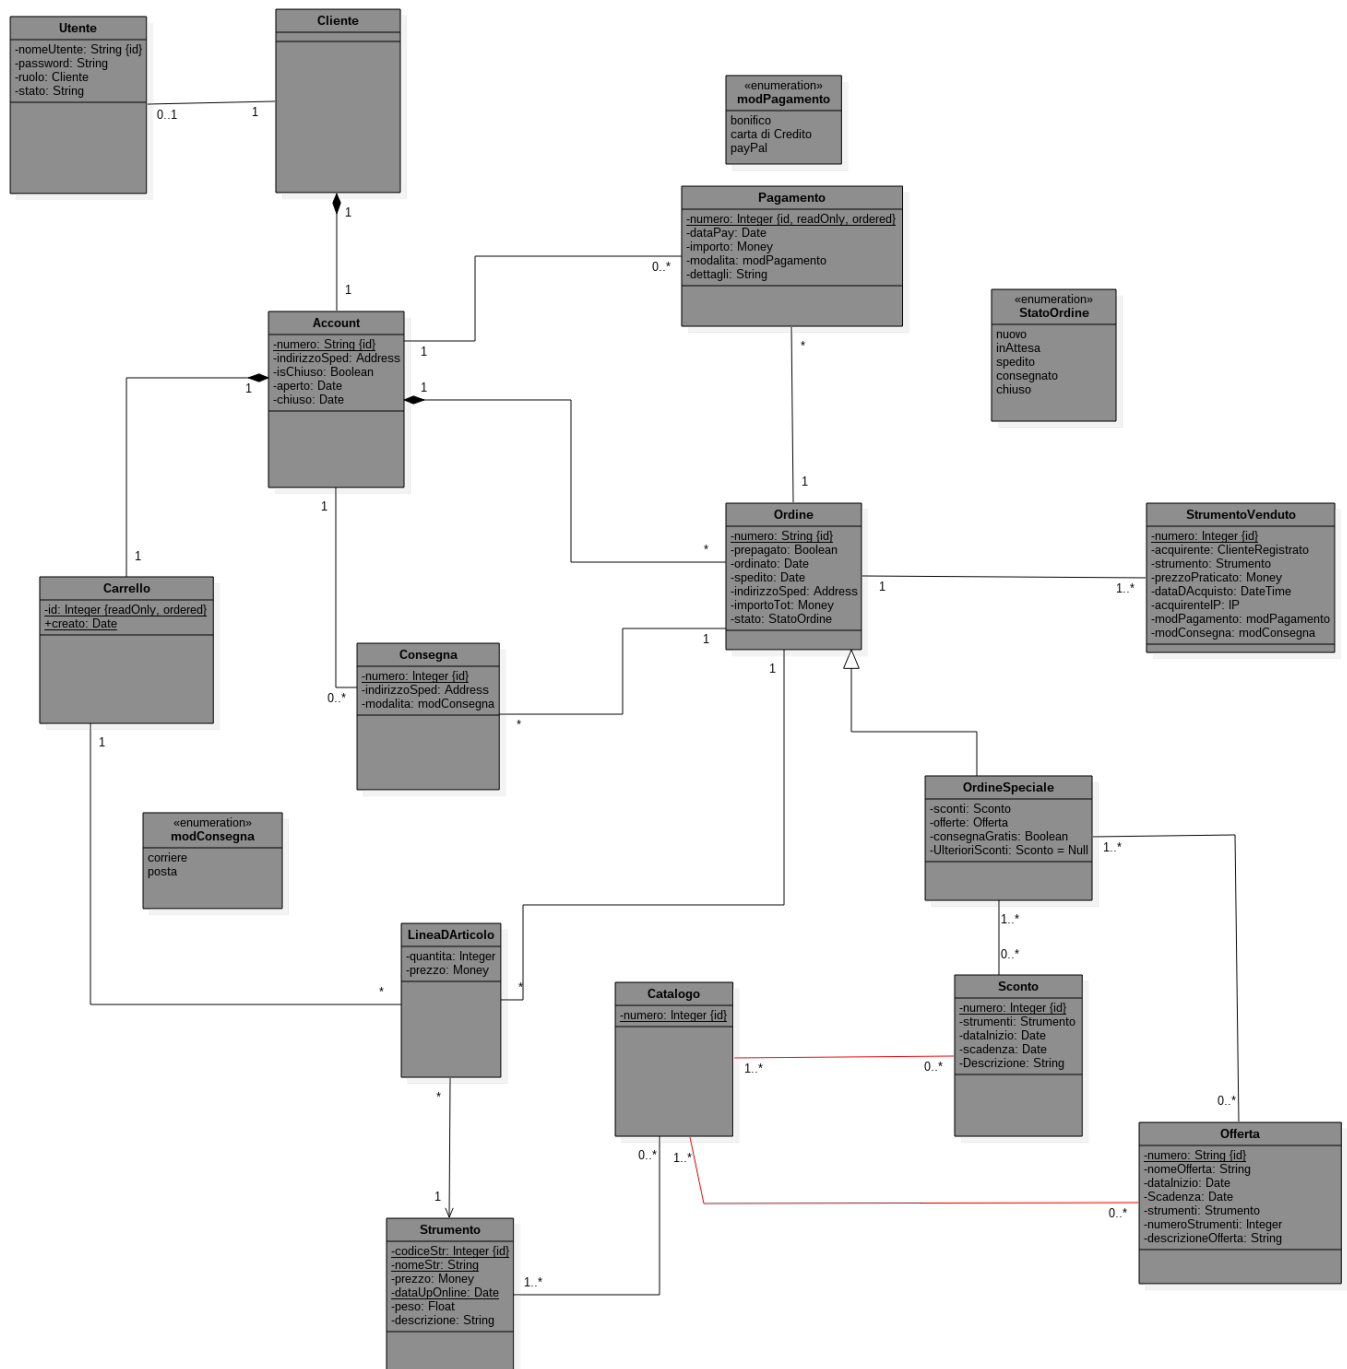 Utente
-nomeUtente: String {id}
-password: String
-ruolo: Cliente
-stato: String
0..1
1
Cliente
1
1
«enumeration»
modPagamento
bonifico
carta di Credito
payPal
Pagamento
-numero: Integer {id, readOnly, ordered}
-dataPay: Date
-importo: Money
-modalita: modPagamento
-dettagli: String
0..*
*
«enumeration»
StatoOrdine
nuovo
inAttesa
spedito
consegnato
chiuso
Account
-numero: String {id}
-indirizzoSped: Address
-isChiuso: Boolean
-aperto: Date
-chiuso: Date
1
1
1
1
1
Ordine
-numero: String {id}
-prepagato: Boolean
-ordinato: Date
-spedito: Date
-indirizzoSped: Address
-importoTot: Money
-stato: StatoOrdine
*
1
1
1
1..*
StrumentoVenduto
-numero: Integer {id}
-acquirente: ClienteRegistrato
-strumento: Strumento
-prezzoPraticato: Money
-dataDAcquisto: DateTime
-acquirenteIP: IP
-modPagamento: modPagamento
-modConsegna: modConsegna
1
Carrello
-id: Integer {readOnly, ordered}
+creato: Date
1
Consegna
-numero: Integer {id}
-indirizzoSped: Address
-modalita: modConsegna
0..*
*
«enumeration»
modConsegna
corriere
posta
OrdineSpeciale
-sconti: Sconto
-offerte: Offerta
-consegnaGratis: Boolean
-UlterioriSconti: Sconto = Null
1..*
1..*
0..*
LineaDArticolo
-quantita: Integer
-prezzo: Money
*
*
*
1
Catalogo
-numero: Integer {id}
1..*
0..*
0..*
1..*
Sconto
-numero: Integer {id}
-strumenti: Strumento
-dataInizio: Date
-scadenza: Date
-Descrizione: String
0..*
0..*
Offerta
-numero: String {id}
-nomeOfferta: String
-dataInizio: Date
-Scadenza: Date
-strumenti: Strumento
-numeroStrumenti: Integer
-descrizioneOfferta: String
Strumento
-codiceStr: Integer {id}
-nomeStr: String
-prezzo: Money
-dataUpOnline: Date
-peso: Float
-descrizione: String
1..*